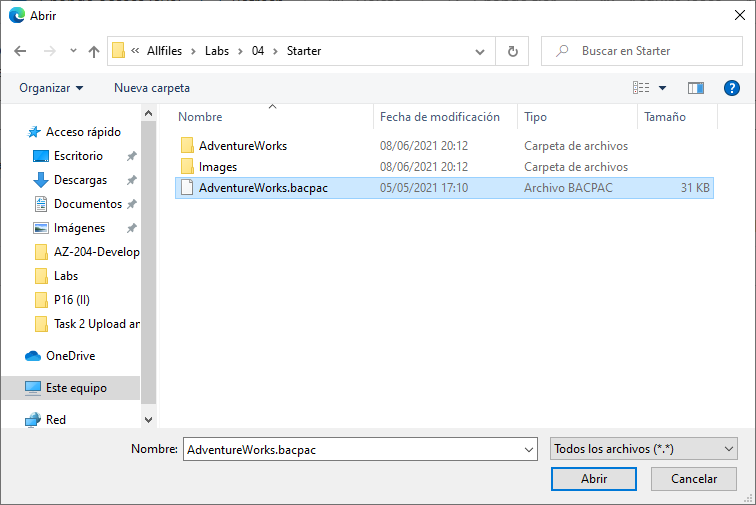 Abrir
« Allfiles > Labs > 04 > Starter
Buscar en Starter
Organizar
Nueva carpeta
?
Nombre Fecha de modificación Tipo Tamaño
Acceso rápido
Escritorio
Descargas
Documentos
Imágenes
AZ-204-Develop
Labs
P16 (II)
Task 2 Upload an
OneDrive
Este equipo
Red
AdventureWorks 08/06/2021 20:12 Carpeta de archivos
Images 08/06/2021 20:12 Carpeta de archivos
AdventureWorks.bacpac 05/05/2021 17:10 Archivo BACPAC 31 KB
Nombre: AdventureWorks.bacpac
Todos los archivos (*.*)
Abrir
Cancelar